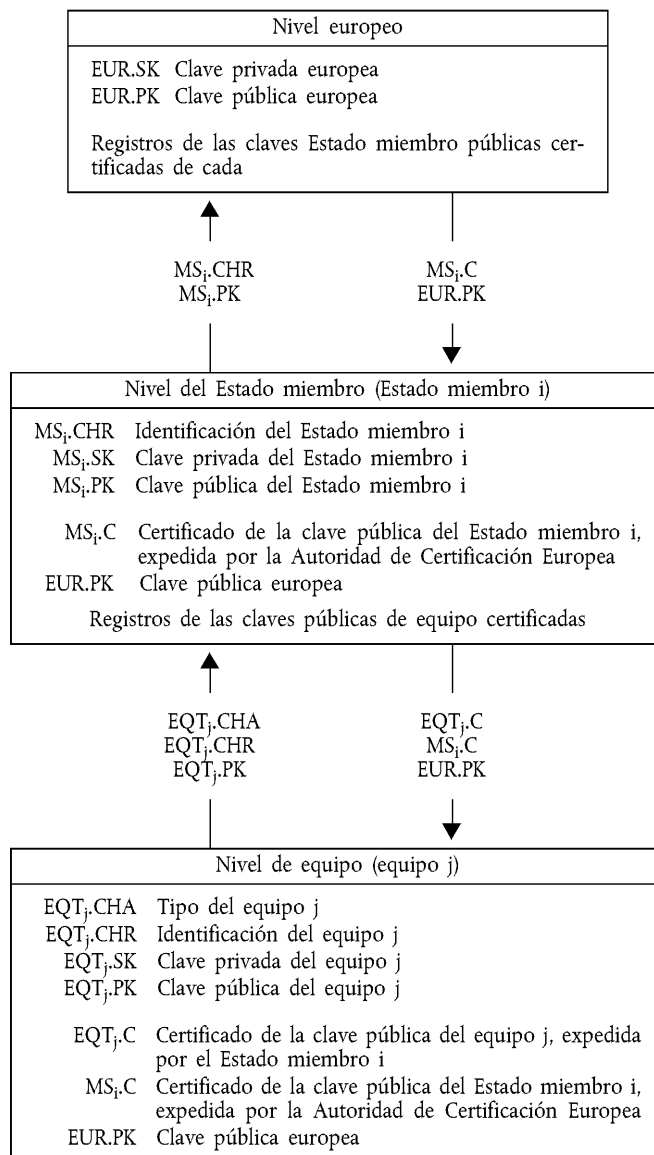 Nivel europeo
EUR.SK Clave privada europea
EUR.PK Clave pública europea
Registros de las claves Estado miembro públicas cer-
tificadas de cada
MSi.CHR
MSi.PK
MSi.C
EUR.PK
Nivel del Estado miembro (Estado miembro i)
MSi.CHR Identificación del Estado miembro i
MSi.SK Clave privada del Estado miembro i
MSi.PK Clave pública del Estado miembro i
MSi.C Certificado de la clave pública del Estado miembro i,
expedida por la Autoridad de Certificación Europea
EUR.PK Clave pública europea
Registros de las claves públicas de equipo certificadas
EQTj.CHA
EQTj.CHR
EQTj.PK
EQTj.C
MSi.C
EUR.PK
Nivel de equipo (equipo j)
EQTj.CHA Tipo del equipo j
EQTj.CHR Identificación del equipo j
EQTj.SK Clave privada del equipo j
EQTj.PK Clave pública del equipo j
EQTj.C Certificado de la clave pública del equipo j, expedida
por el Estado miembro i
MSi.C Certificado de la clave pública del Estado miembro i,
expedida por la Autoridad de Certificación Europea
EUR.PK Clave pública europea